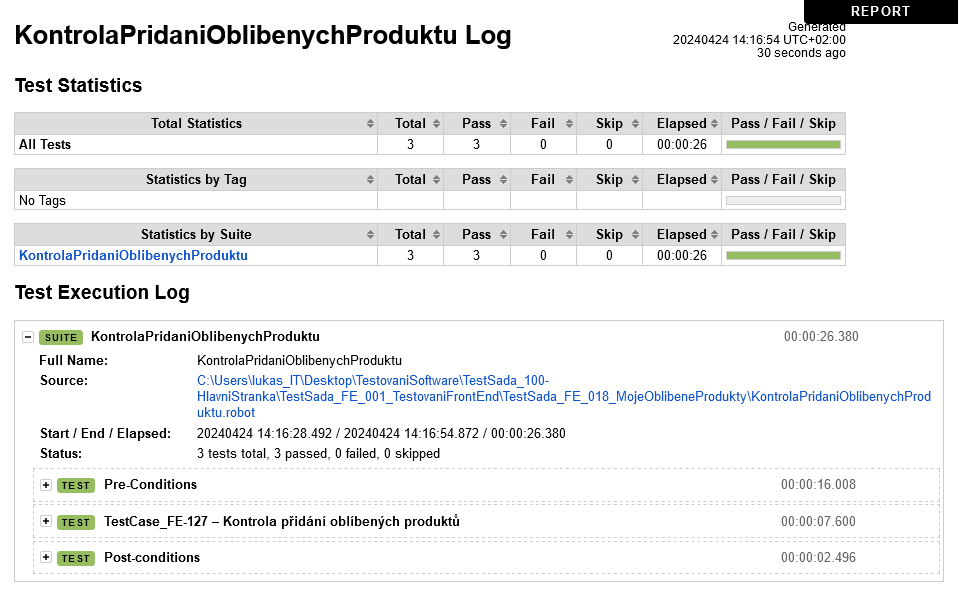 REPORT
KontrolaPridaniOblibenychProduktu Log
Generated
20240424 14:16:54 UTC+02:00
30 seconds ago
Test Statistics
Total Statistics Total Pass Fail Skip Elapsed Pass / Fail / Skip
All Tests 3 3 0 0 00:00:26
Statistics by Tag Total Pass Fail Skip Elapsed Pass / Fail / Skip
No Tags
Statistics by Suite Total Pass Fail Skip Elapsed Pass / Fail / Skip
KontrolaPridaniOblibenychProduktu 3 3 0 0 00:00:26
Test Execution Log
SUITE KontrolaPridaniOblibenychProduktu 00:00:26.380
Full Name: KontrolaPridaniOblibenychProduktu
Source: C:\Users\lukas_IT\Desktop\TestovaniSoftware\TestSada_100-
HlavniStranka\TestSada_FE_001_TestovaniFrontEnd\TestSada_FE_018_MojeOblibeneProdukty\KontrolaPridaniOblibenychProd
uktu.robot
Start / End / Elapsed: 20240424 14:16:28.492 / 20240424 14:16:54.872 / 00:00:26.380
Status: 3 tests total, 3 passed, 0 failed, 0 skipped
TEST Pre-Conditions 00:00:16.008
TEST TestCase_FE-127 – Kontrola přidání oblíbených produktů 00:00:07.600
TEST Post-conditions 00:00:02.496